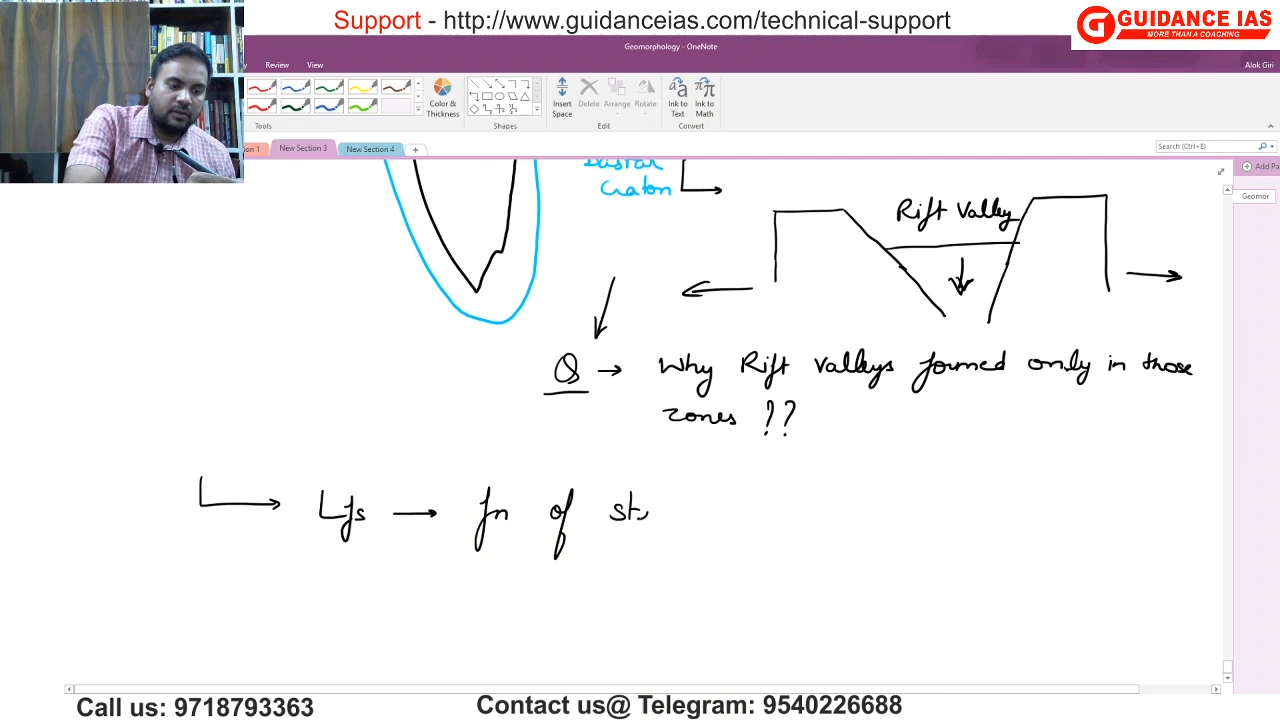 Support - http://www.guidanceias.com/technical-support
GUIDANCE IAS
MORE THAN A COACHING
Geomorphology - OneNote
Review View
Alok Giri
Color & Thickness
Insert Space
Delete
Arrange
Rotate
Ink to Text
Ink to Math
Tools
Shapes
Edit
Convert
New Section 3
New Section 4
Search (Ctrl+E)
Add Pa
Geomor
Craton
Rift Valley
Q → Why Rift Valleys formed only in those
zones ??
Lfs → fn of st
Call us: 9718793363
Contact us@ Telegram: 9540226688